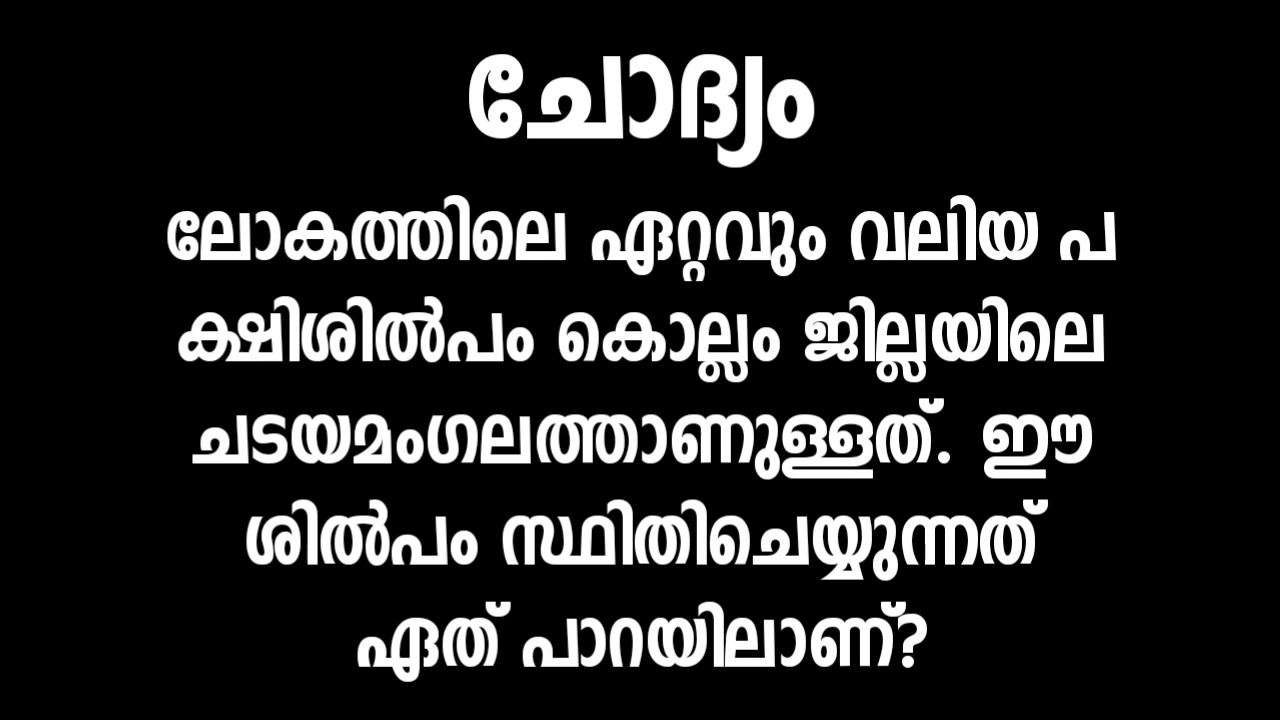 ചോദ്യം
ലോകത്തിലെ ഏറ്റവും വലിയ പ
ക്ഷിശിൽപം കൊല്ലം ജില്ലയിലെ
ചടയമംഗലത്താണുള്ളത്. ഈ
ശിൽപം സ്ഥിതിചെയ്യുന്നത്
ഏത് പാറയിലാണ്?